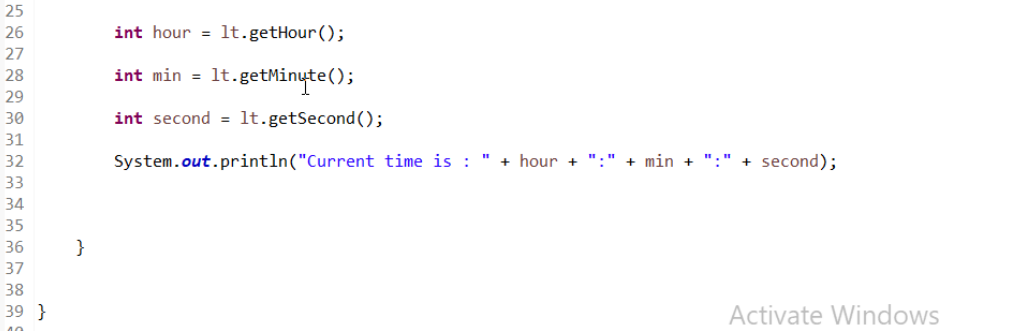 25
26 int hour = lt.getHour();
27
28 int min = lt.getMinute();
29
30 int second = lt.getSecond();
31
32 System.out.println("Current time is : " + hour + ":" + min + ":" + second);
33
34
35
36 }
37
38
39 }
Activate Windows